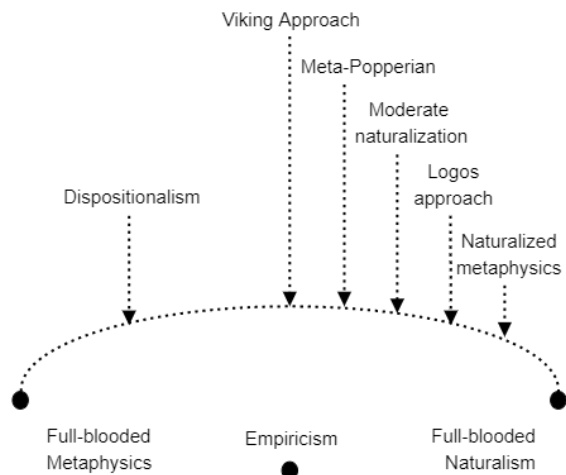 Viking Approach
Meta-Popperian
Moderate
naturalization
Logos
approach
Dispositionalism
Naturalized
metaphysics
Full-blooded
Metaphysics
Empiricism
Full-blooded
Naturalism